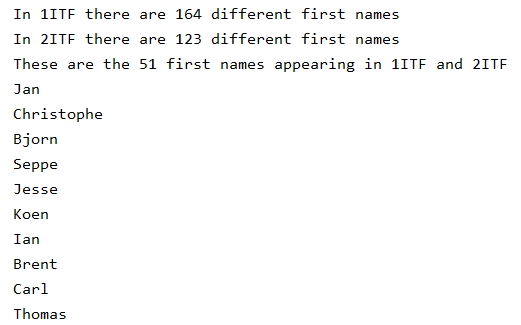 In 1ITF there are 164 different first names
In 2ITF there are 123 different first names
These are the 51 first names appearing in 1ITF and 2ITF
Jan
Christophe
Bjorn
Seppe
Jesse
Koen
Ian
Brent
Carl
Thomas